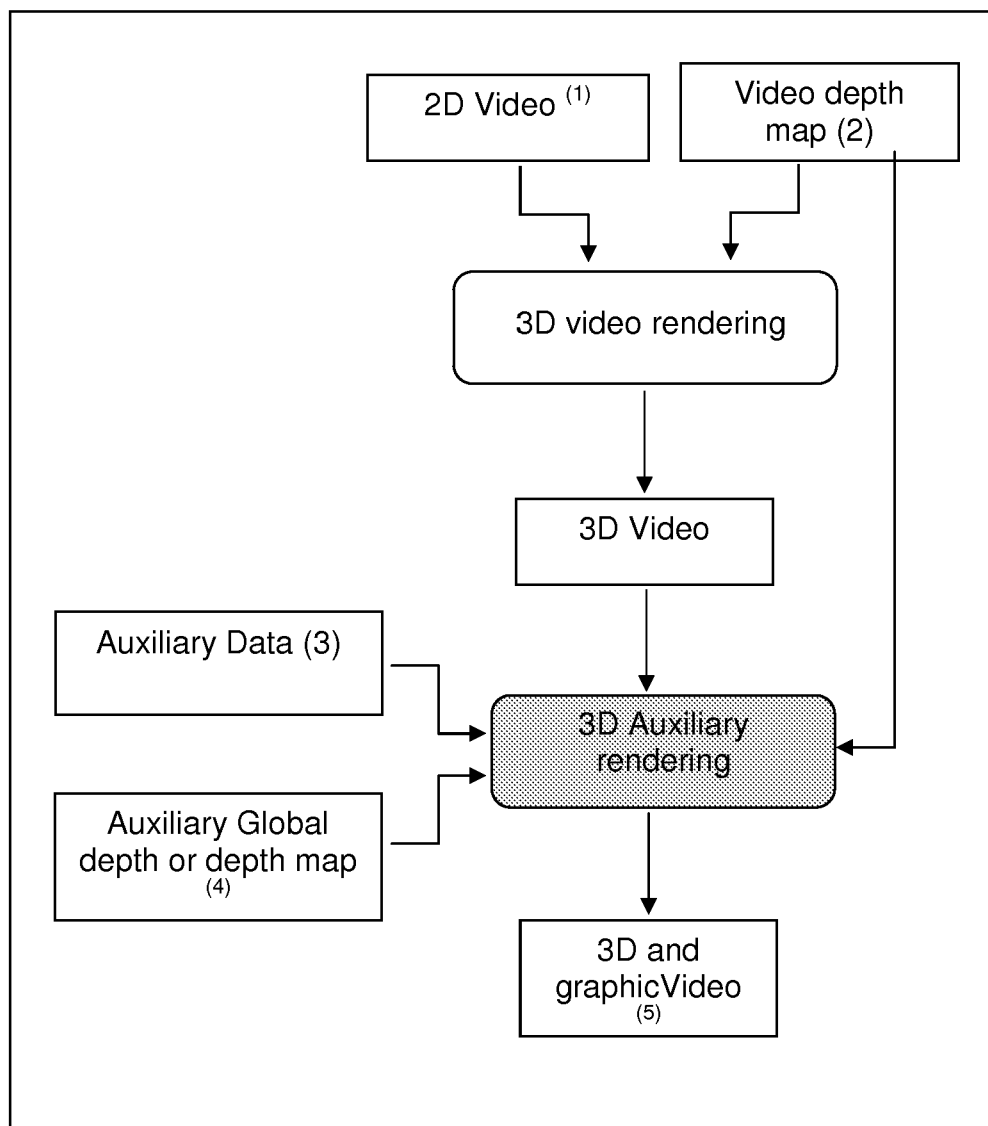 2D Video (1)
Video depth
map (2)
3D video rendering
3D Video
Auxiliary Data (3)
3D Auxiliary
rendering
Auxiliary Global
depth or depth map
(4)
3D and
graphicVideo
(5)